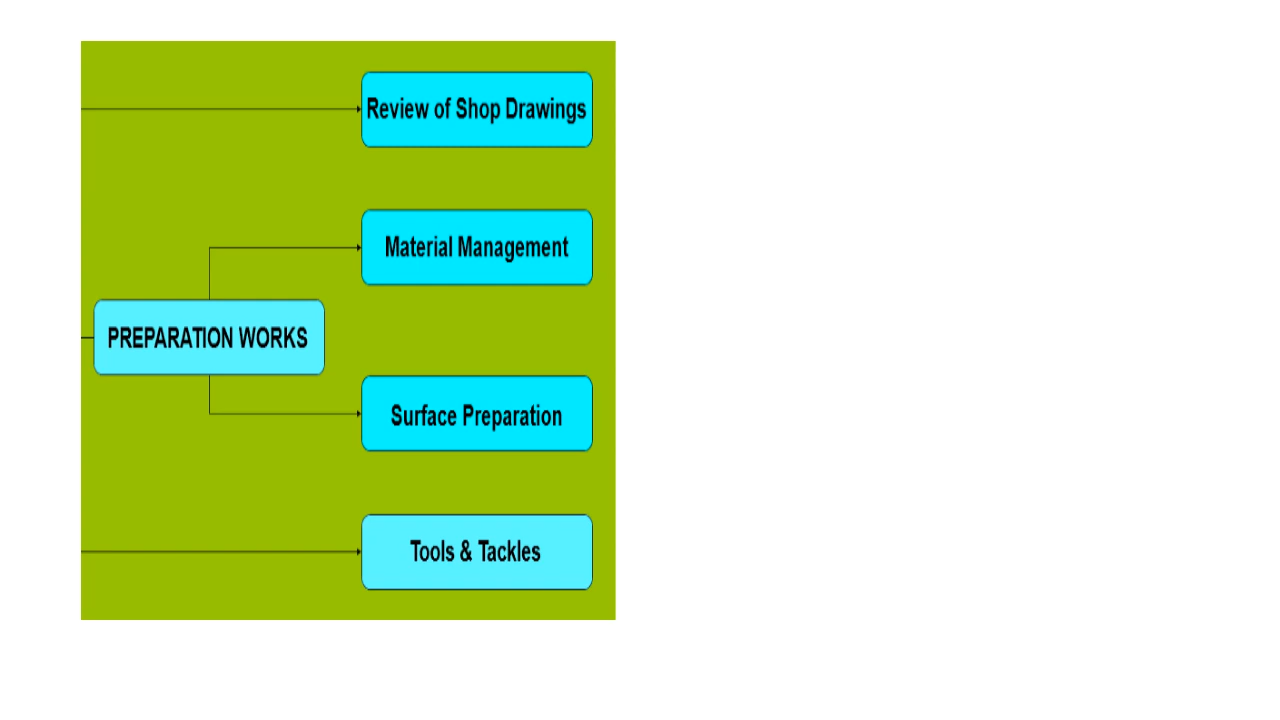 Review of Shop Drawings
Material Management
PREPARATION WORKS
Surface Preparation
Tools & Tackles